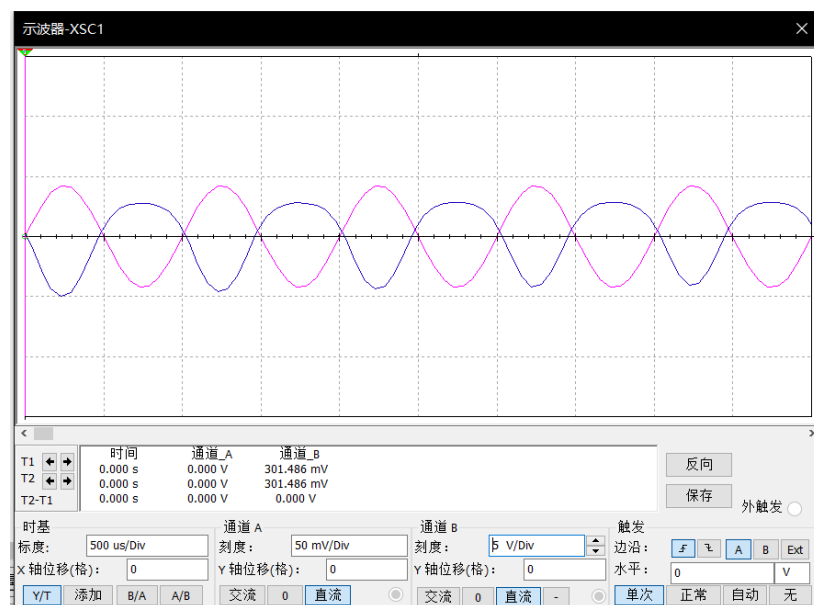 示波器-XSC1
时间 通道_A 通道_B
T1 0.000 s 0.000 V 301.486 mV
T2 0.000 s 0.000 V 301.486 mV
T2-T1 0.000 s 0.000 V 0.000 V
反向
保存
外触发
时基
标度: 500 us/Div
X 轴位移(格): 0
Y/T 添加 B/A A/B
通道 A
刻度: 50 mV/Div
Y 轴位移(格): 0
交流 0 直流
通道 B
刻度: 5 V/Div
Y 轴位移(格): 0
交流 0 直流 -
触发
边沿: A B Ext
水平: 0 V
单次 正常 自动 无